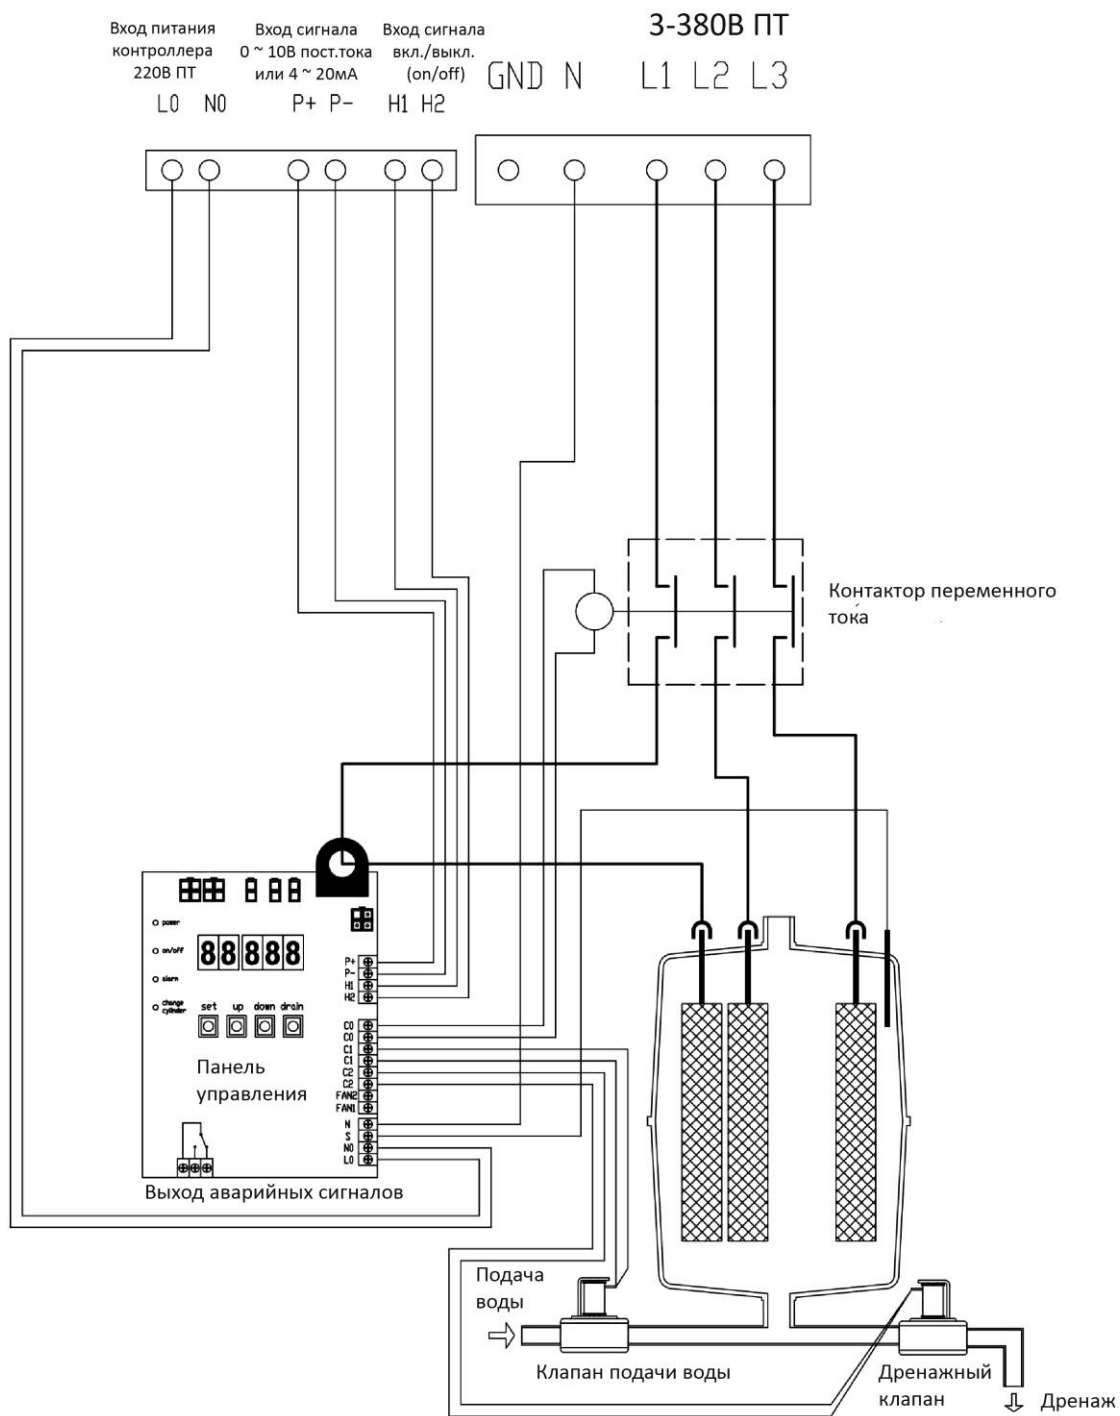 3-380В ПТ
Вход питания
контроллера
220В ПТ
Вход сигнала
0 ~ 10В пост.тока
или 4 ~ 20мА
Вход сигнала
вкл./выкл.
(on/off)
L0 N0
P+ P-
H1 H2
GND N L1 L2 L3
Контактор переменного
тока
power
on/off
alarm
change
cylinder
88888
set up down drain
P+
P-
H1
H2
C0
C0
C1
C1
C2
C2
FAN2
FAN1
N
S
N0
L0
Панель
управления
Выход аварийных сигналов
Подача
воды
Клапан подачи воды
Дренажный
клапан
Дренаж